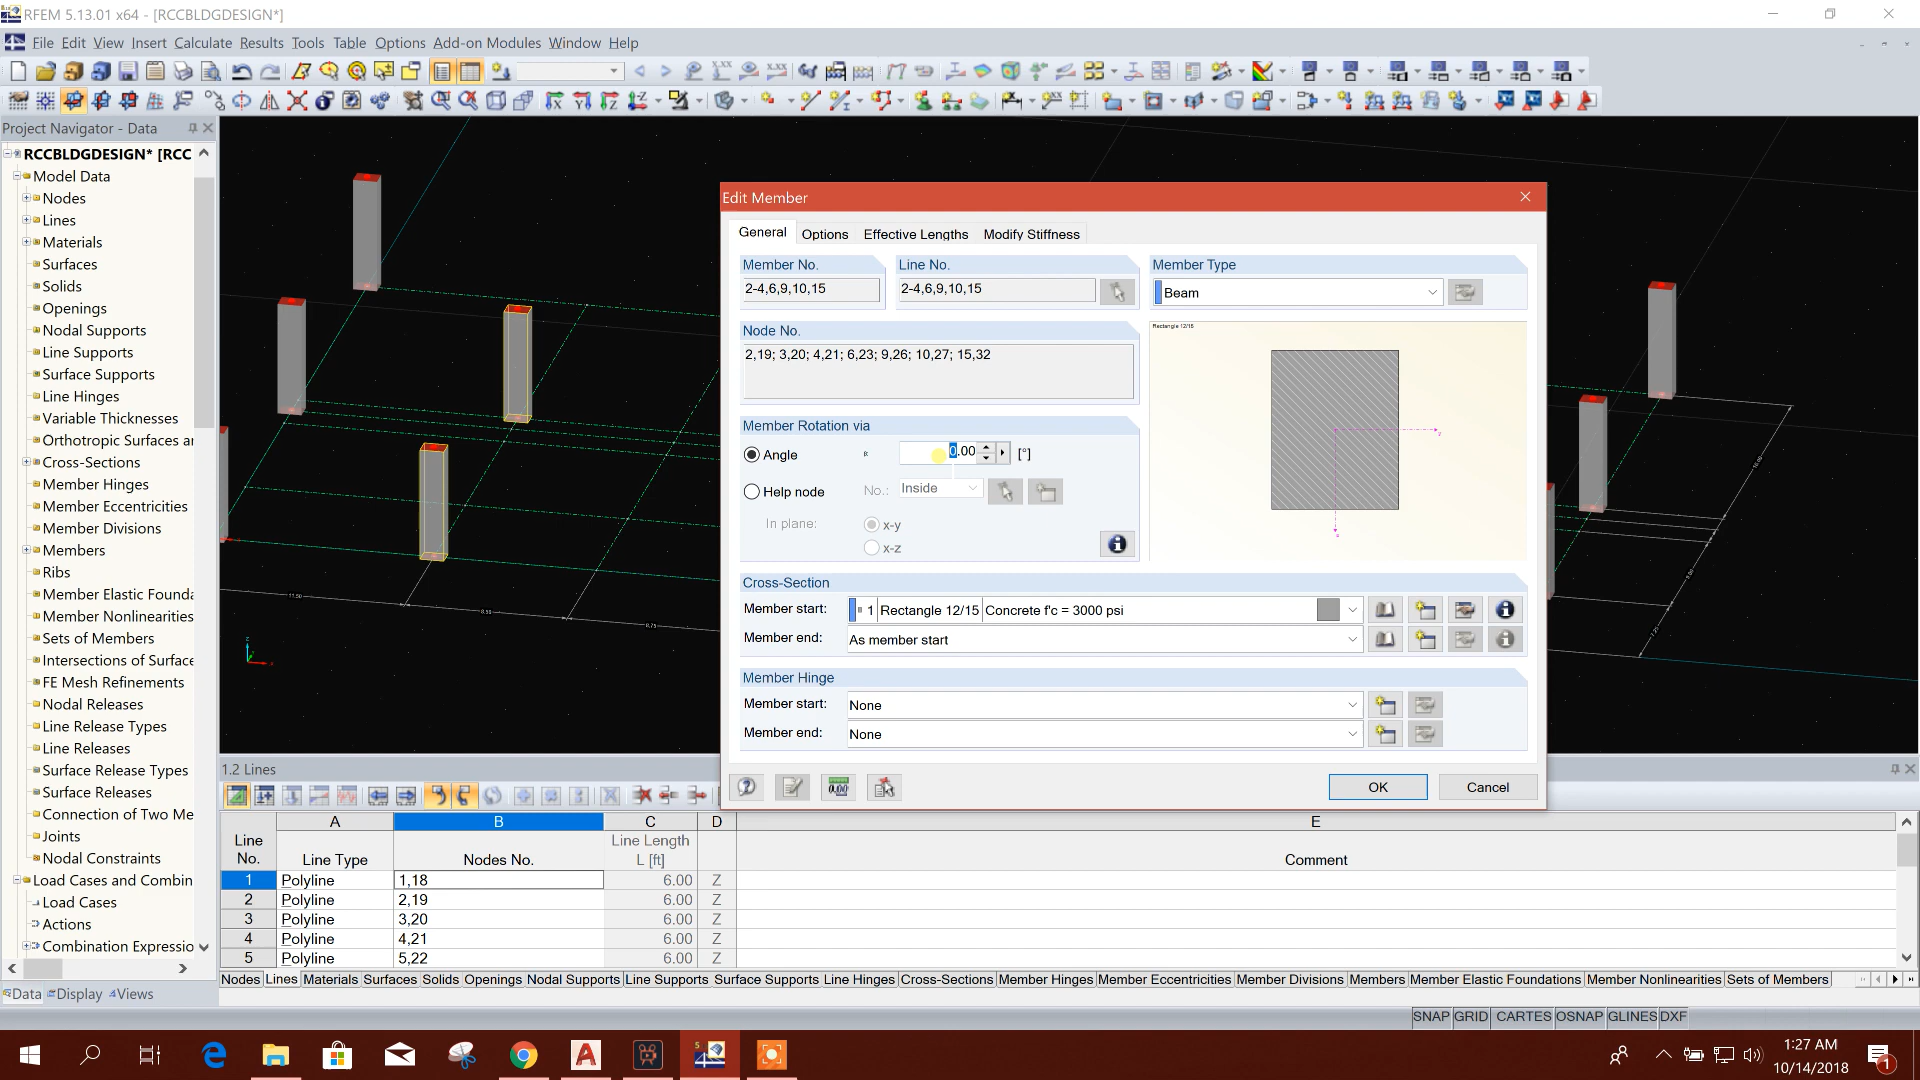 RFEM 5.13.01 x64 - [RCCBLDGDESIGN*]
File Edit View Insert Calculate Results Tools Table Options Add-on Modules Window Help
Project Navigator - Data
RCCBLDGDESIGN* [RCC
Model Data
Nodes
Lines
Materials
Surfaces
Solids
Openings
Nodal Supports
Line Supports
Surface Supports
Line Hinges
Variable Thicknesses
Orthotropic Surfaces ar
Cross-Sections
Member Hinges
Member Eccentricities
Member Divisions
Members
Ribs
Member Elastic Founda
Member Nonlinearities
Sets of Members
Intersections of Surface
FE Mesh Refinements
Nodal Releases
Line Release Types
Line Releases
Surface Release Types
Surface Releases
Connection of Two Me
Joints
Nodal Constraints
Load Cases and Combin
Load Cases
Actions
Combination Expressio
Data Display Views
11.50
8.50
8.75
Edit Member
General Options Effective Lengths Modify Stiffness
Member No.
2-4,6,9,10,15
Line No.
2-4,6,9,10,15
Member Type
Beam
Node No.
2,19; 3,20; 4,21; 6,23; 9,26; 10,27; 15,32
Rectangle 12/15
Member Rotation via
Angle
0.00
[°]
Help node
No.:
Inside
In plane:
x-y
x-z
y
z
Cross-Section
Member start: 1 Rectangle 12/15 Concrete f'c = 3000 psi
Member end: As member start
Member Hinge
Member start: None
Member end: None
OK
Cancel
1.2 Lines
A B C D E
Line No. Line Type Nodes No. Line Length L [ft] Comment
1 Polyline 1,18 6.00 Z
2 Polyline 2,19 6.00 Z
3 Polyline 3,20 6.00 Z
4 Polyline 4,21 6.00 Z
5 Polyline 5,22 6.00 Z
Nodes Lines Materials Surfaces Solids Openings Nodal Supports Line Supports Surface Supports Line Hinges Cross-Sections Member Hinges Member Eccentricities Member Divisions Members Member Elastic Foundations Member Nonlinearities Sets of Members
SNAP GRID CARTES OSNAP GLINES DXF
1:27 AM
10/14/2018
1